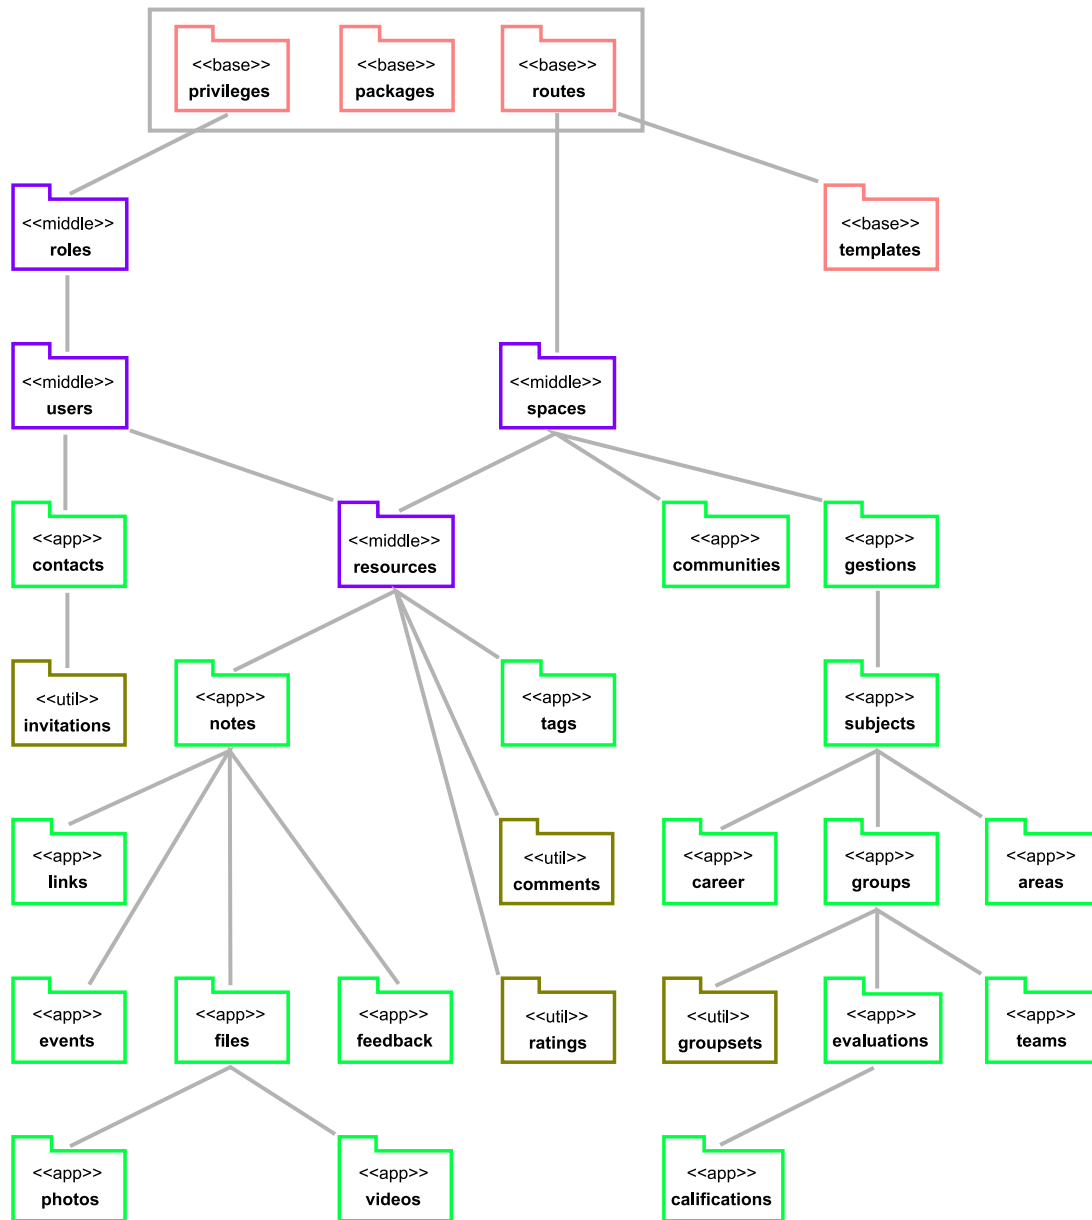 <<base>>
privileges
<<base>>
packages
<<base>>
routes
<<middle>>
roles
<<base>>
templates
<<middle>>
users
<<middle>>
spaces
<<app>>
contacts
<<middle>>
resources
<<app>>
communities
<<app>>
gestions
<<util>>
invitations
<<app>>
notes
<<app>>
tags
<<app>>
subjects
<<app>>
links
<<util>>
comments
<<app>>
career
<<app>>
groups
<<app>>
areas
<<app>>
events
<<app>>
files
<<app>>
feedback
<<util>>
ratings
<<util>>
groupsets
<<app>>
evaluations
<<app>>
teams
<<app>>
photos
<<app>>
videos
<<app>>
califications